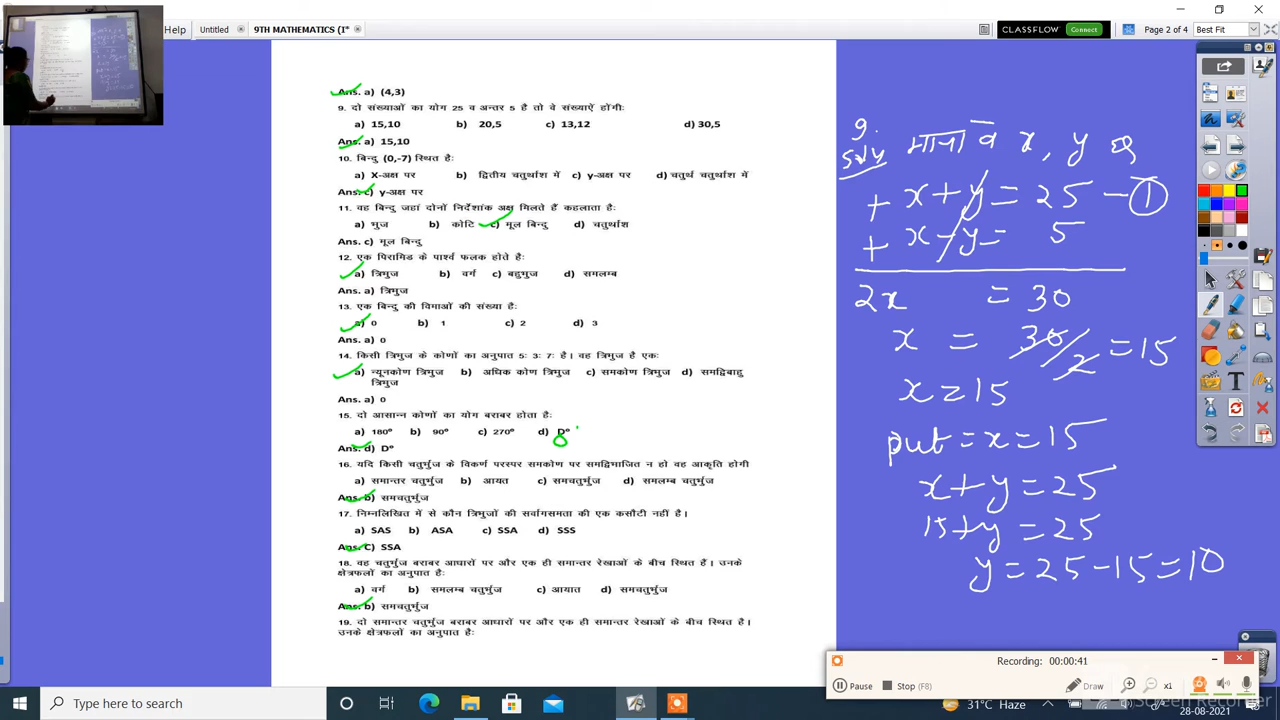 Help
Untitled
9TH MATHEMATICS (I*
CLASSFLOW
Connect
Page 2 of 4
Ans. a) (4,3)
9. दो संख्याओं का योग 25 व अन्तर 5 है तो वे संख्याएँ होंगीः
a) 15,10 b) 20,5 c) 13,12 d) 30,5
Ans. a) 15,10
10. बिन्दु (0,-7) स्थित हैः
a) X-अक्ष पर b) द्वितीय चतुर्थांश में c) y-अक्ष पर d) चतुर्थ चतुर्थांश में
Ans. c) y-अक्ष पर
11. वह बिन्दु जहां दोनों निर्देशांक अक्ष मिलते हैं कहलाता हैः
a) भुज b) कोटि c) मूल बिन्दु d) चतुर्थांश
Ans. c) मूल बिन्दु
12. एक पिरामिड के पार्श्व फलक होते हैः
a) त्रिभुज b) वर्ग c) बहुभुज d) समलम्ब
Ans. a) त्रिभुज
13. एक बिन्दु की विमाओं की संख्या हैः
a) 0 b) 1 c) 2 d) 3
Ans. a) 0
14. किसी त्रिभुज के कोणों का अनुपात 5: 3: 7: है। वह त्रिभुज है एकः
a) न्यूनकोण त्रिभुज b) अधिक कोण त्रिभुज c) समकोण त्रिभुज d) समद्विबाहु
त्रिभुज
Ans. a) 0
15. दो आसान्न कोणों का योग बराबर होता हैः
a) 180° b) 90° c) 270° d) D°
0
Ans. d) D°
16. यदि किसी चतुर्भुज के विकर्ण परस्पर समकोण पर समद्विभाजित न हो वह आकृति होगी
a) समान्तर चतुर्भुज b) आयत c) समचतुर्भुज d) समलम्ब चतुर्भुज
Ans. b) समचतुर्भुज
17. निम्नलिखित में से कौन त्रिभुजों की सर्वांगसमता की एक कसौटी नहीं है।
a) SAS b) ASA c) SSA d) SSS
Ans. C) SSA
18. वह चतुर्भुज बराबर आधारों पर और एक ही समान्तर रेखाओं के बीच स्थित हैं। उनके
क्षेत्रफलों का अनुपात हैः
a) वर्ग b) समलम्ब चतुर्भुज c) आयात d) समचतुर्भुज
Ans. b) समचतुर्भुज
19. दो समान्तर चतुर्भुज बराबर आधारों पर और एक ही समान्तर रेखाओं के बीच स्थित है।
उनके क्षेत्रफलों का अनुपात हैः
9.
माना वे x, y
+ x+y = 25 — ①
+ x-y = 5
2x = 30
x = 30/2 = 15
x = 15
put = x = 15
x+y = 25
15+y = 25
y = 25-15 = 10
Recording: 00:00:41
Pause
Stop (F8)
Draw
x1
Type here to search
31°C Haze
28-08-2021